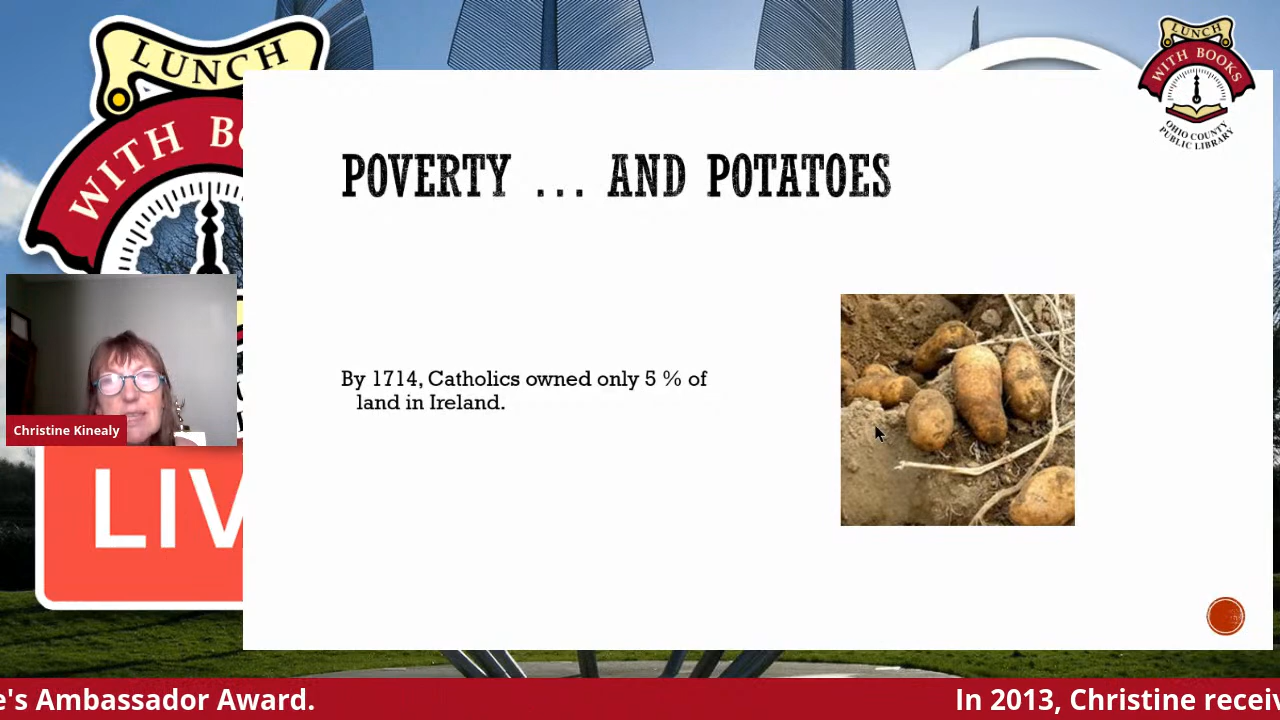 LUNCH
WITH BO
LUNCH
WITH BOOKS
OHIO COUNTY
PUBLIC LIBRARY
POVERTY ... AND POTATOES
By 1714, Catholics owned only 5 % of
land in Ireland.
Christine Kinealy
LIV
e's Ambassador Award.
In 2013, Christine receiv